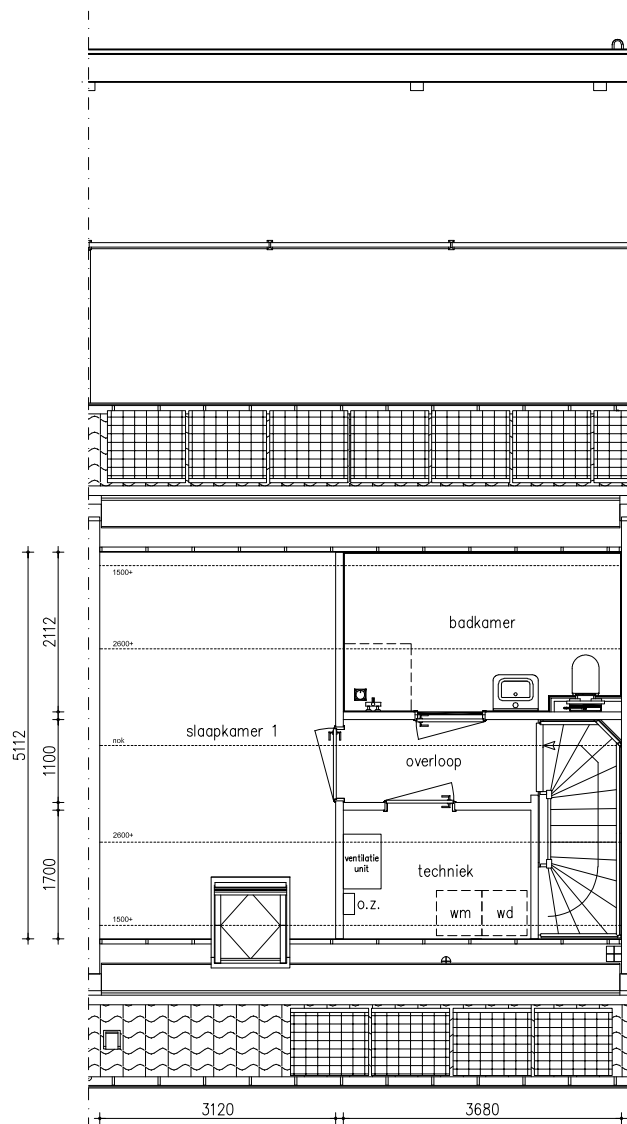 1500+
badkamer
2112
2600+
slaapkamer 1
nok
5112
1100
overloop
2600+
ventilatie
unit
techniek
1700
o.z.
wm wd
1500+
3120 3680